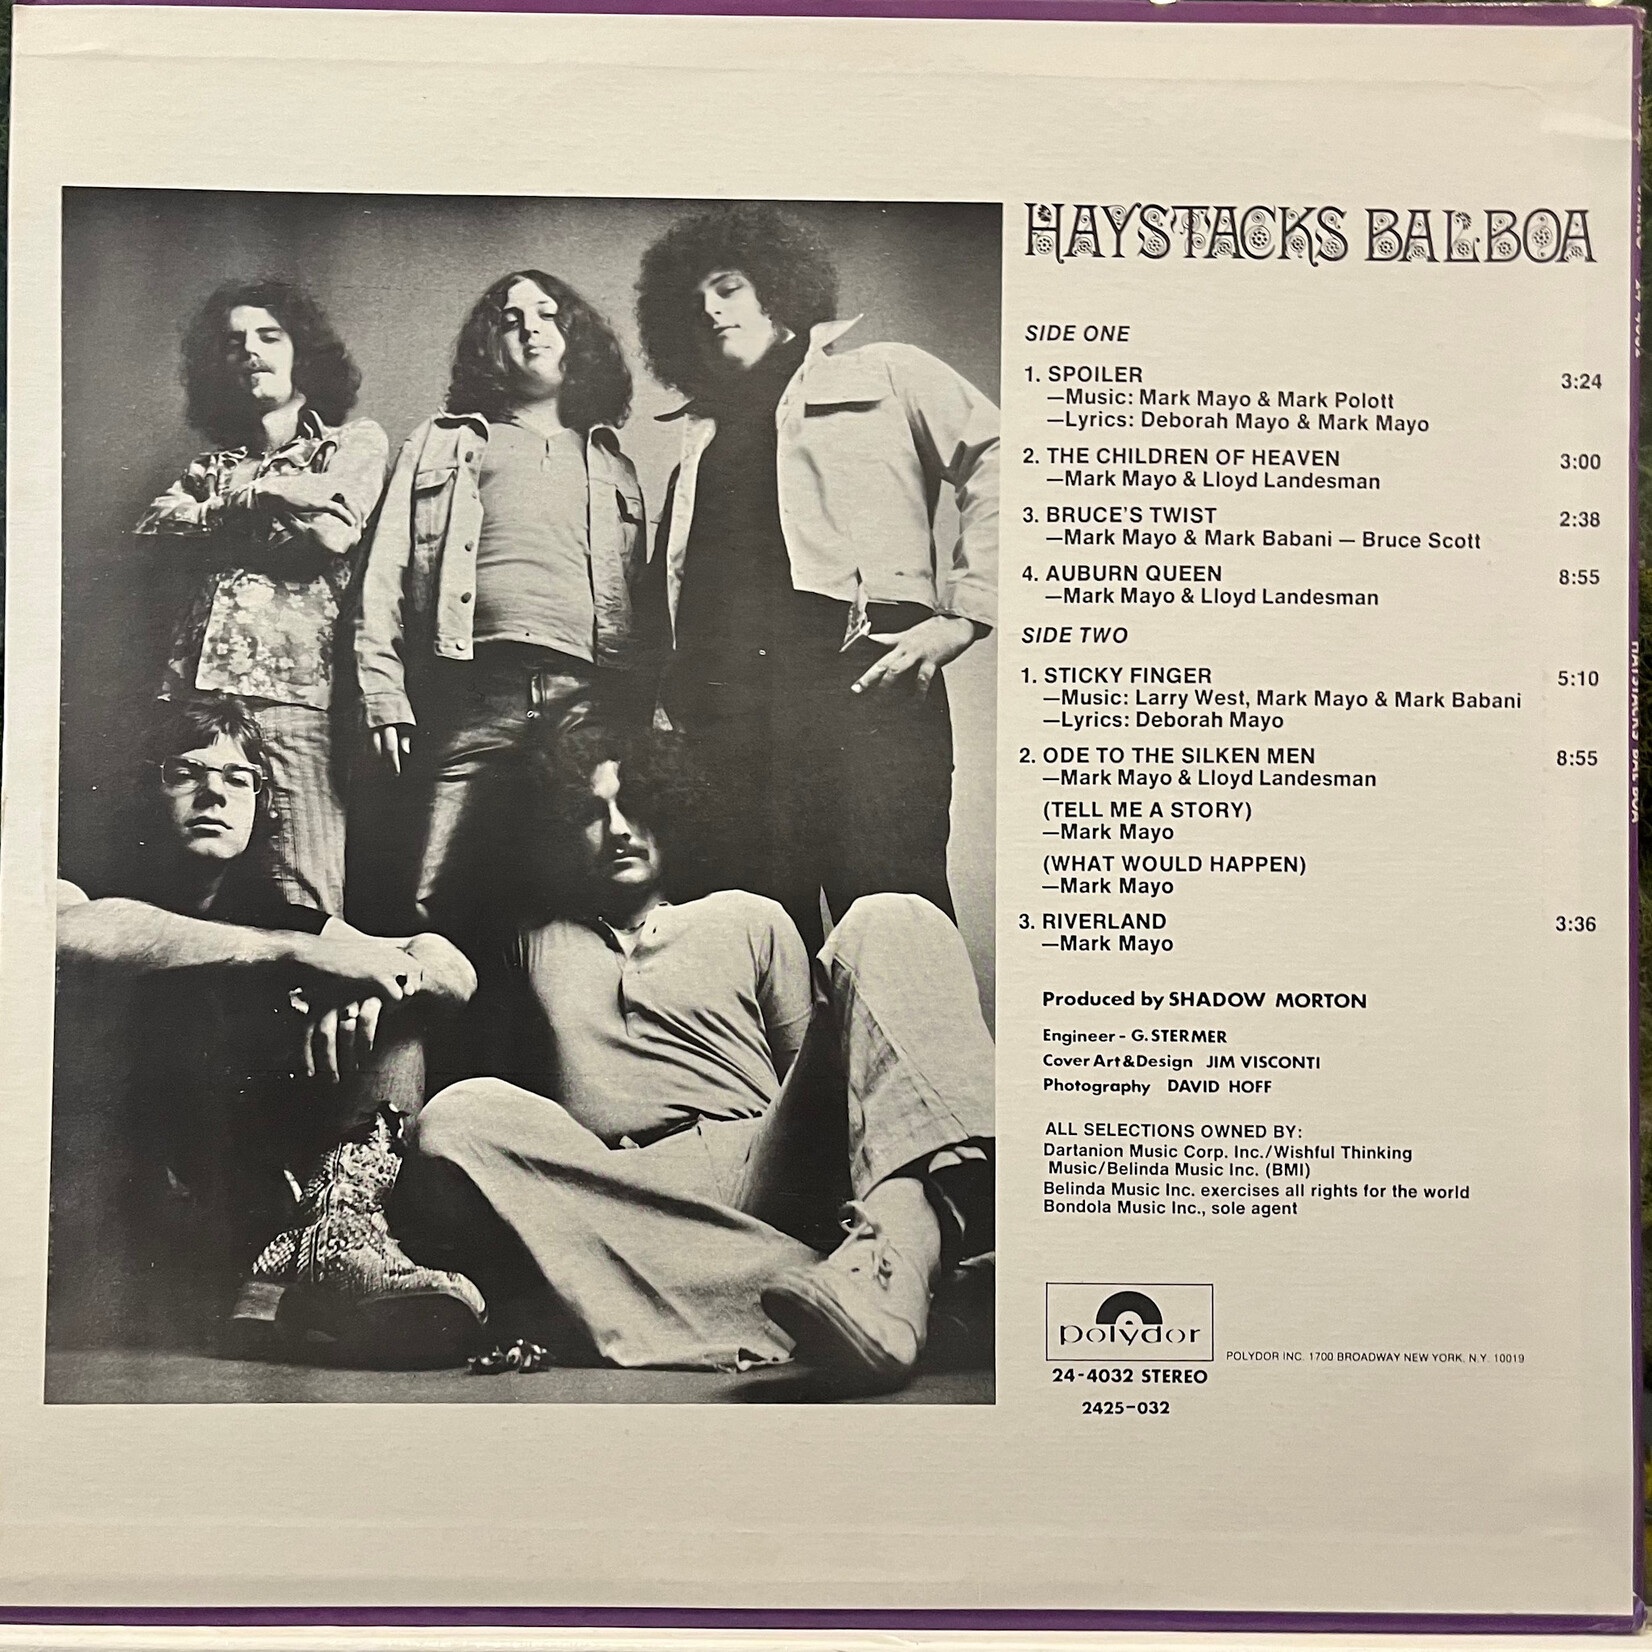 HAYSTACKS BALBOA
SIDE ONE
1. SPOILER 3:24
—Music: Mark Mayo & Mark Polott
—Lyrics: Deborah Mayo & Mark Mayo
2. THE CHILDREN OF HEAVEN 3:00
—Mark Mayo & Lloyd Landesman
3. BRUCE'S TWIST 2:38
—Mark Mayo & Mark Babani — Bruce Scott
4. AUBURN QUEEN 8:55
—Mark Mayo & Lloyd Landesman
SIDE TWO
1. STICKY FINGER 5:10
—Music: Larry West, Mark Mayo & Mark Babani
—Lyrics: Deborah Mayo
2. ODE TO THE SILKEN MEN 8:55
—Mark Mayo & Lloyd Landesman
(TELL ME A STORY)
—Mark Mayo
(WHAT WOULD HAPPEN)
—Mark Mayo
3. RIVERLAND 3:36
—Mark Mayo
Produced by SHADOW MORTON
Engineer - G. STERMER
Cover Art & Design JIM VISCONTI
Photography DAVID HOFF
ALL SELECTIONS OWNED BY:
Dartanion Music Corp. Inc./Wishful Thinking
Music/Belinda Music Inc. (BMI)
Belinda Music Inc. exercises all rights for the world
Bondola Music Inc., sole agent
polydor
POLYDOR INC. 1700 BROADWAY NEW YORK, N.Y. 10019
24-4032 STEREO
2425-032
HAYSTACKS BALBOA